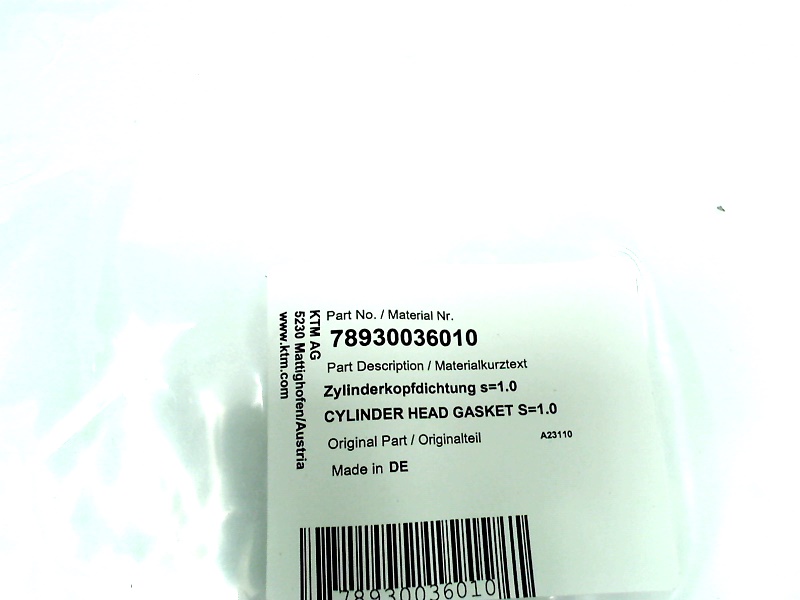 KTM AG
5230 Mattighofen/Austria
www.ktm.com
Part No. / Material Nr.
78930036010
Part Description / Materialkurztext
Zylinderkopfdichtung s=1.0
CYLINDER HEAD GASKET S=1.0
Original Part / Originalteil A23110
Made in DE
78930036010